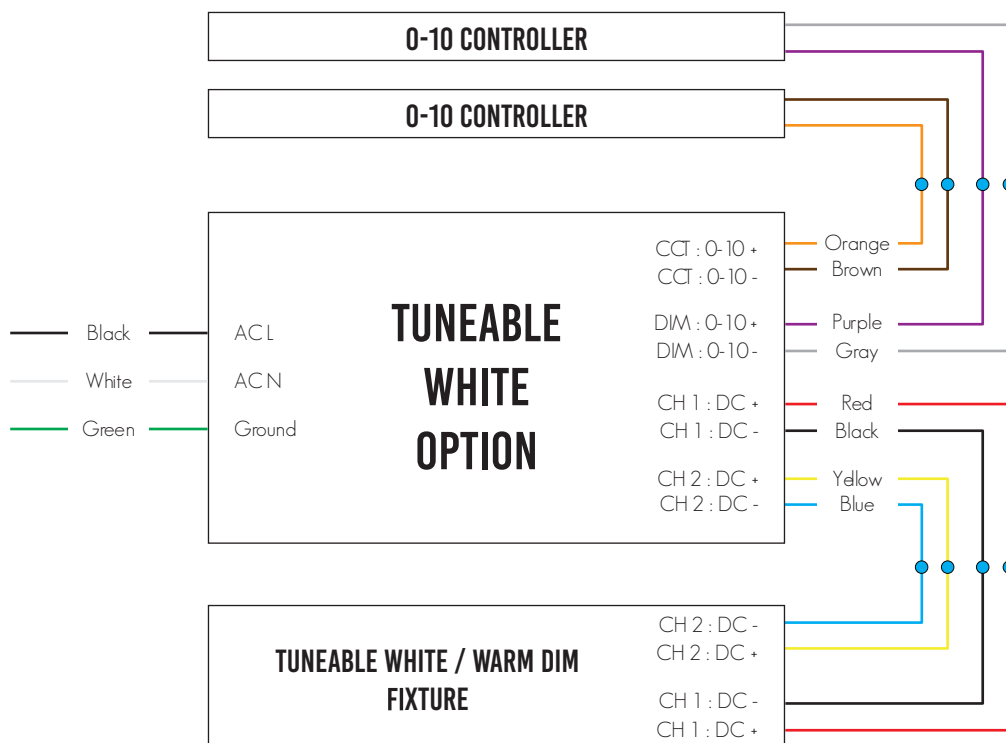 0-10 CONTROLLER
0-10 CONTROLLER
TUNEABLE
WHITE
OPTION
Black
White
Green
AC L
AC N
Ground
CCT : 0-10 +
CCT : 0-10 -
DIM : 0-10 +
DIM : 0-10 -
CH 1 : DC +
CH 1 : DC -
CH 2 : DC +
CH 2 : DC -
Orange
Brown
Purple
Gray
Red
Black
Yellow
Blue
TUNEABLE WHITE / WARM DIM
FIXTURE
CH 2 : DC -
CH 2 : DC +
CH 1 : DC -
CH 1 : DC +